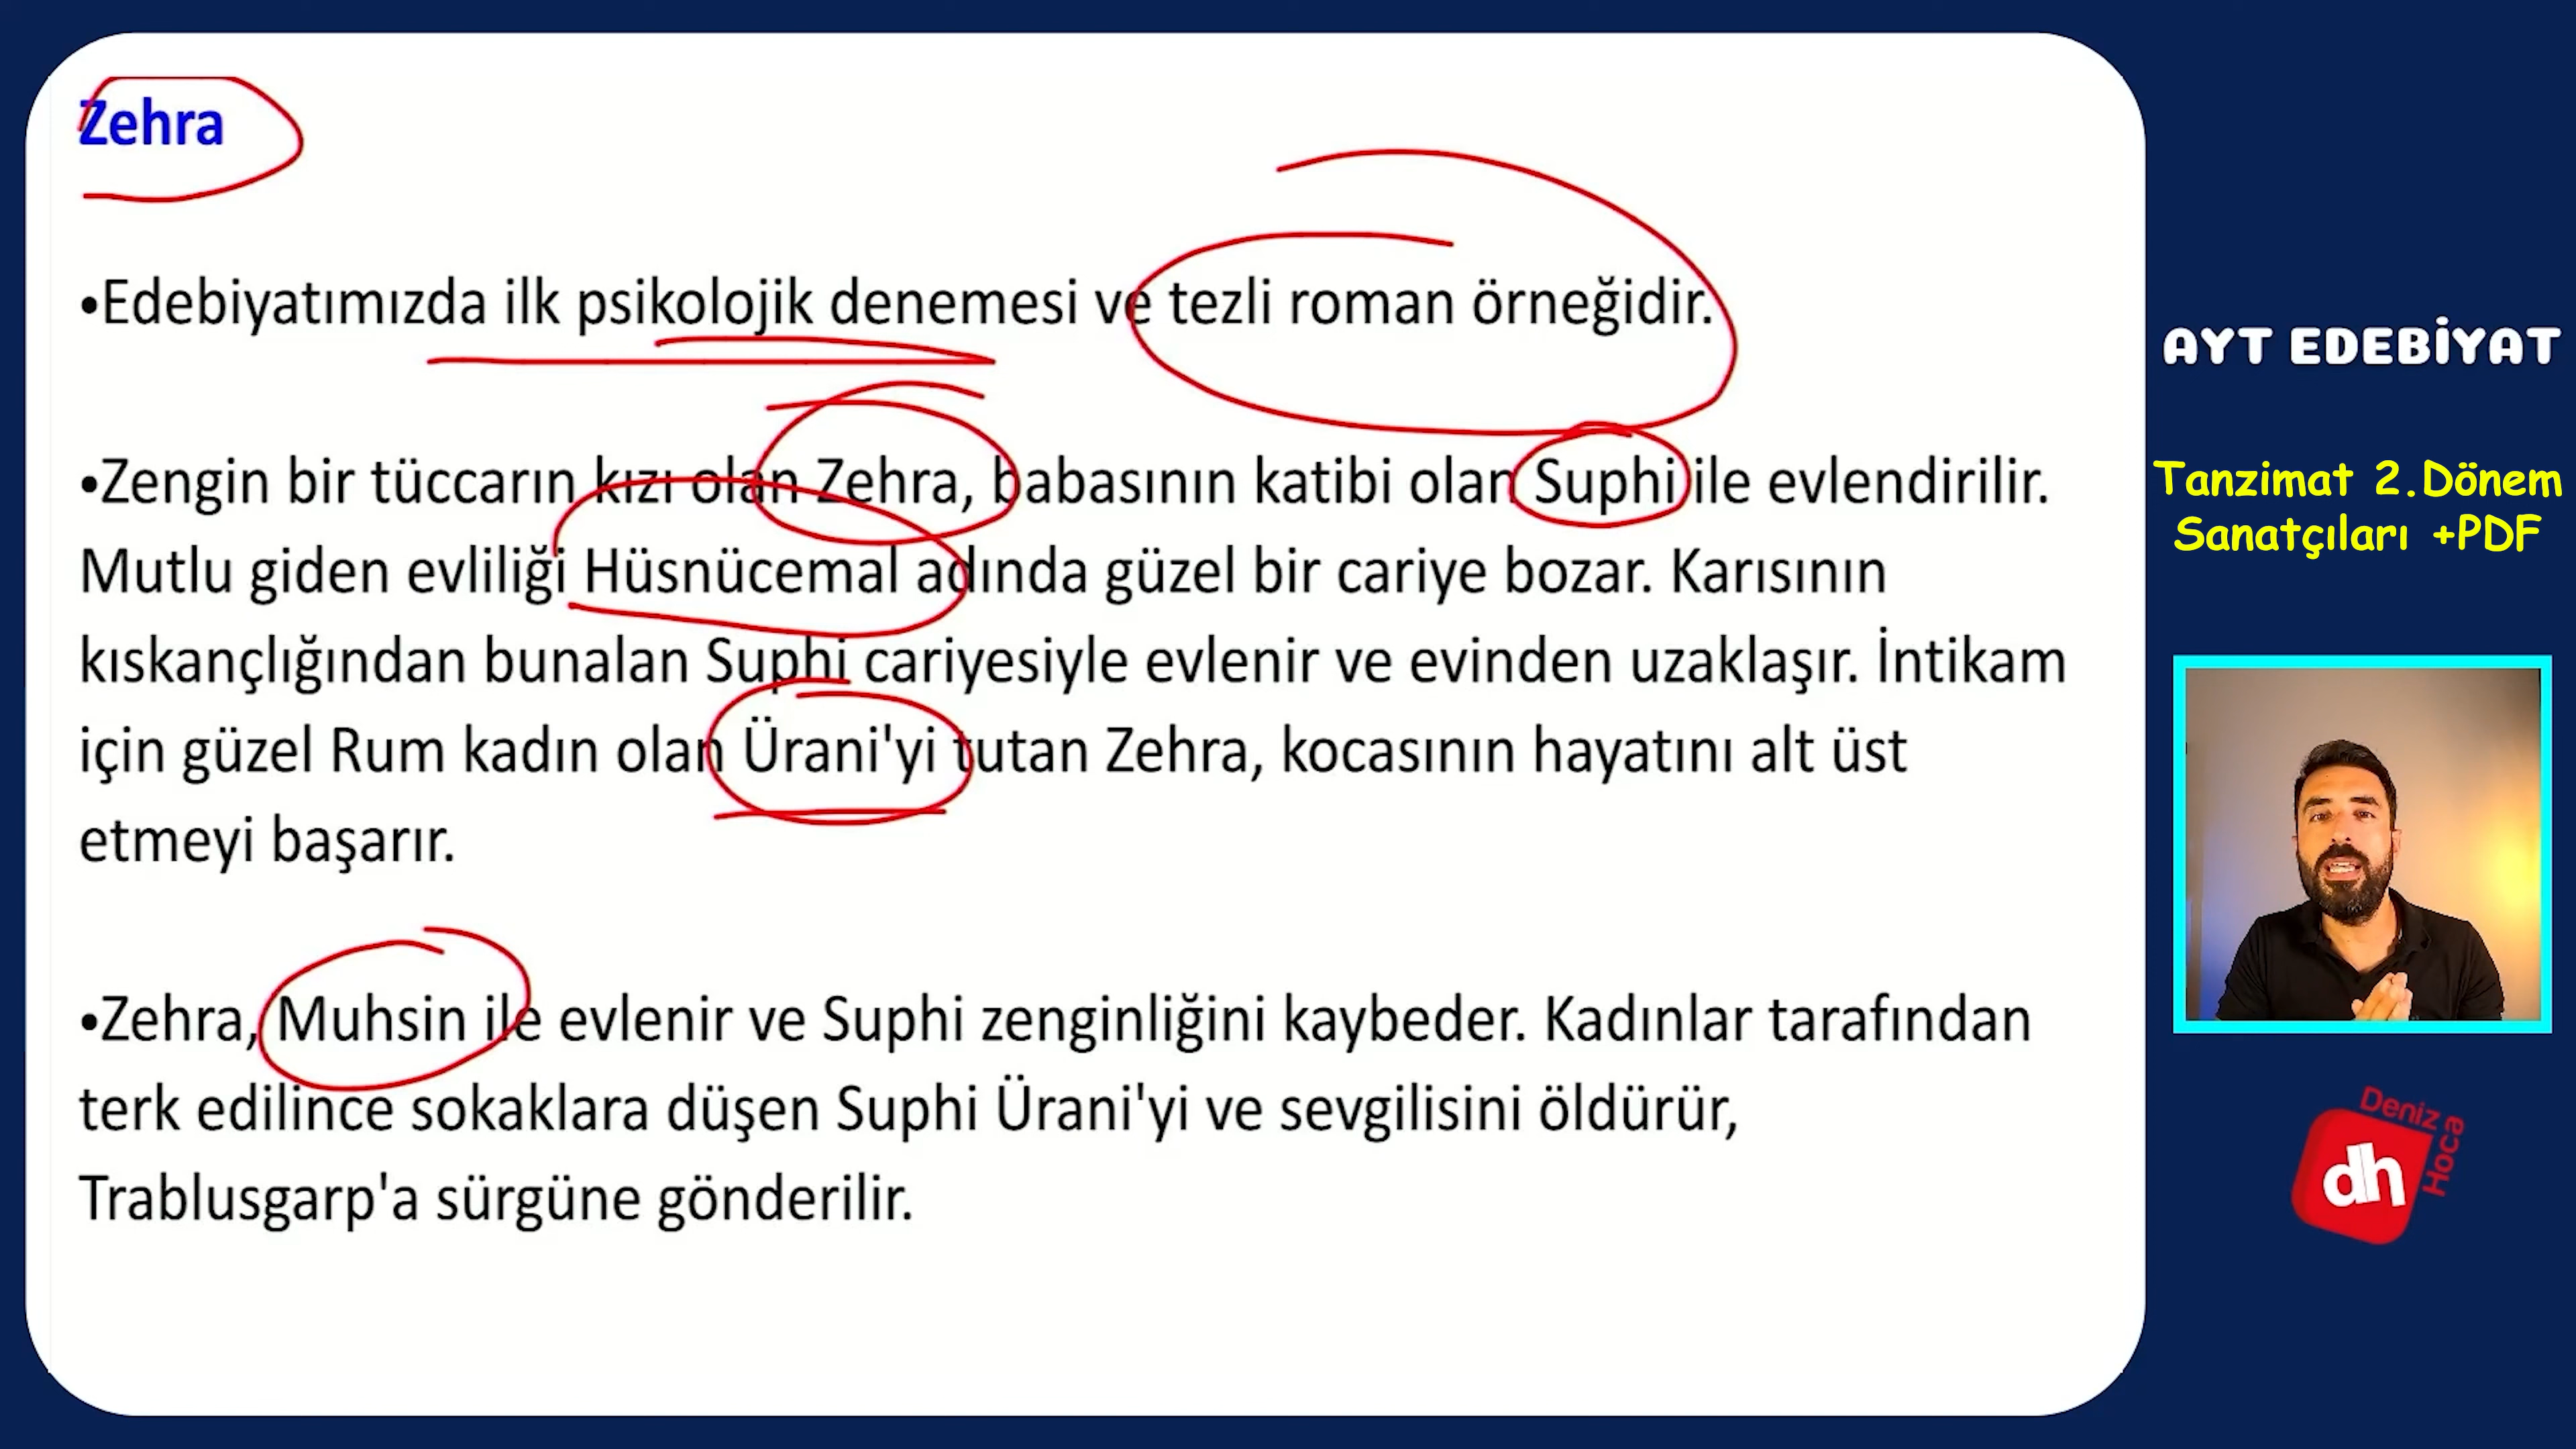 Zehra
•Edebiyatımızda ilk psikolojik denemesi ve tezli roman örneğidir.
•Zengin bir tüccarın kızı olan Zehra, babasının katibi olan Suphi ile evlendirilir.
Mutlu giden evliliği Hüsnücemal adında güzel bir cariye bozar. Karısının
kıskançlığından bunalan Suphi cariyesiyle evlenir ve evinden uzaklaşır. İntikam
için güzel Rum kadın olan Ürani'yi tutan Zehra, kocasının hayatını alt üst
etmeyi başarır.
•Zehra, Muhsin ile evlenir ve Suphi zenginliğini kaybeder. Kadınlar tarafından
terk edilince sokaklara düşen Suphi Ürani'yi ve sevgilisini öldürür,
Trablusgarp'a sürgüne gönderilir.
AYT EDEBİYAT
Tanzimat 2.Dönem
Sanatçıları +PDF
Deniz
Hoca
dh